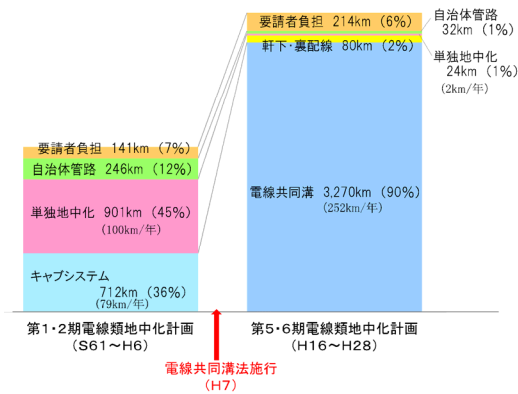 要請者負担 214km (6%)
自治体管路
32km (1%)
軒下・裏配線 80km (2%)
単独地中化
24km (1%)
(2km/年)
要請者負担 141km (7%)
自治体管路 246km (12%)
単独地中化 901km (45%)
(100km/年)
電線共同溝 3,270km (90%)
(252km/年)
キャブシステム
712km (36%)
(79km/年)
第1・2期電線類地中化計画
(S61～H6)
第5・6期電線類地中化計画
(H16～H28)
電線共同溝法施行
(H7)